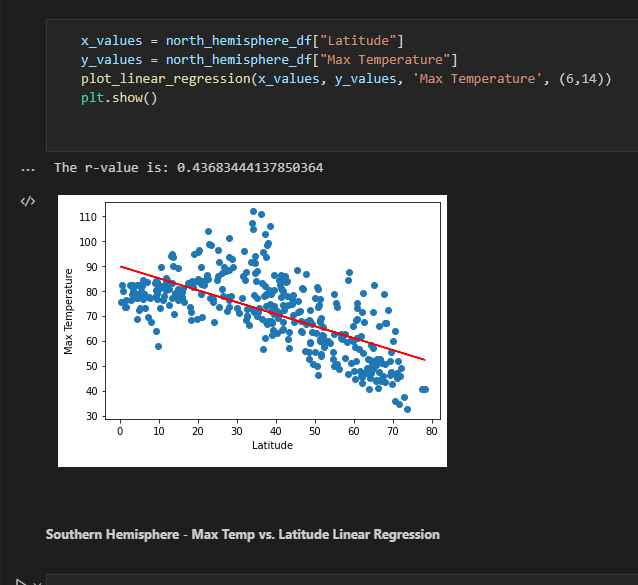 x_values = north_hemisphere_df["Latitude"]
y_values = north_hemisphere_df["Max Temperature"]
plot_linear_regression(x_values, y_values, 'Max Temperature', (6,14))
plt.show()
... The r-value is: 0.43683444137850364
</>
110
100
90
80
70
60
50
40
30
Max Temperature
0 10 20 30 40 50 60 70 80
Latitude
Southern Hemisphere - Max Temp vs. Latitude Linear Regression